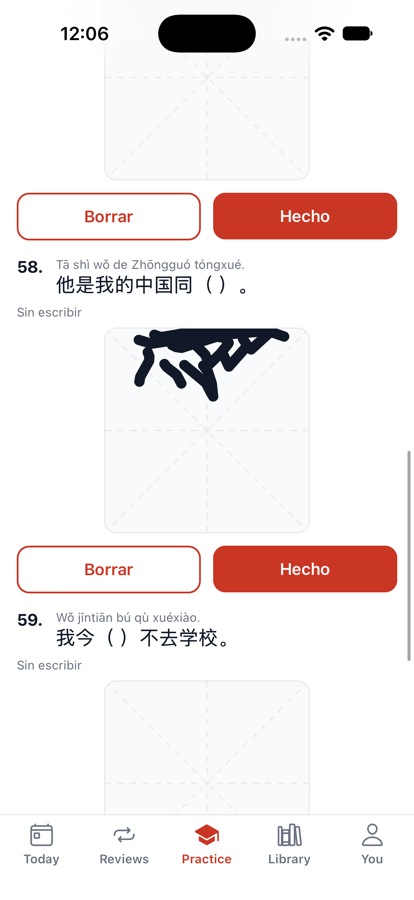 12:06
Borrar
Hecho
58.
Tā shì wǒ de Zhōngguó tóngxué.
他是我的中国同（ ）。
Sin escribir
Borrar
Hecho
59.
Wǒ jīntiān bú qù xuéxiào.
我今（ ）不去学校。
Sin escribir
Today
Reviews
Practice
Library
You